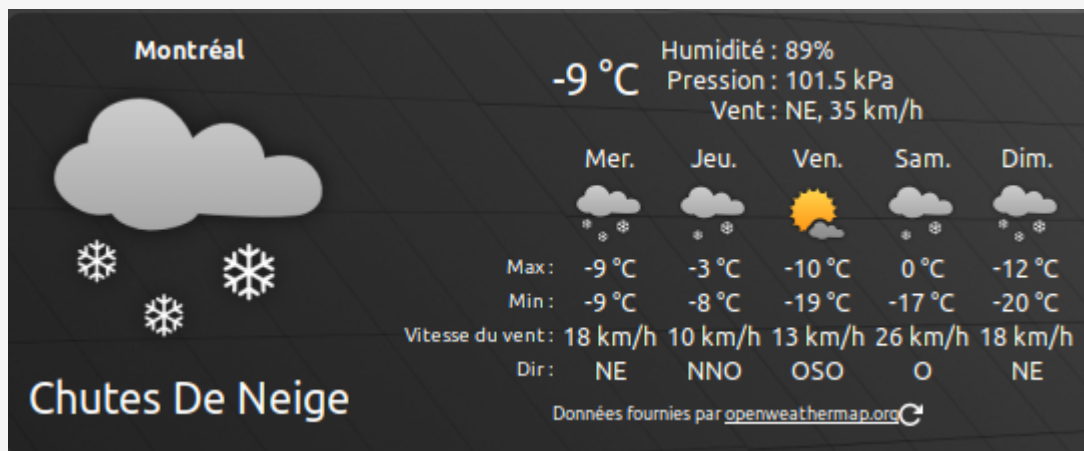 Montréal
-9 °C
Humidité : 89%
Pression : 101.5 kPa
Vent : NE, 35 km/h
Chutes De Neige
Mer. Jeu. Ven. Sam. Dim.
Max : -9 °C -3 °C -10 °C 0 °C -12 °C
Min : -9 °C -8 °C -19 °C -17 °C -20 °C
Vitesse du vent : 18 km/h 10 km/h 13 km/h 26 km/h 18 km/h
Dir : NE NNO OSO O NE
Données fournies par openweathermap.org